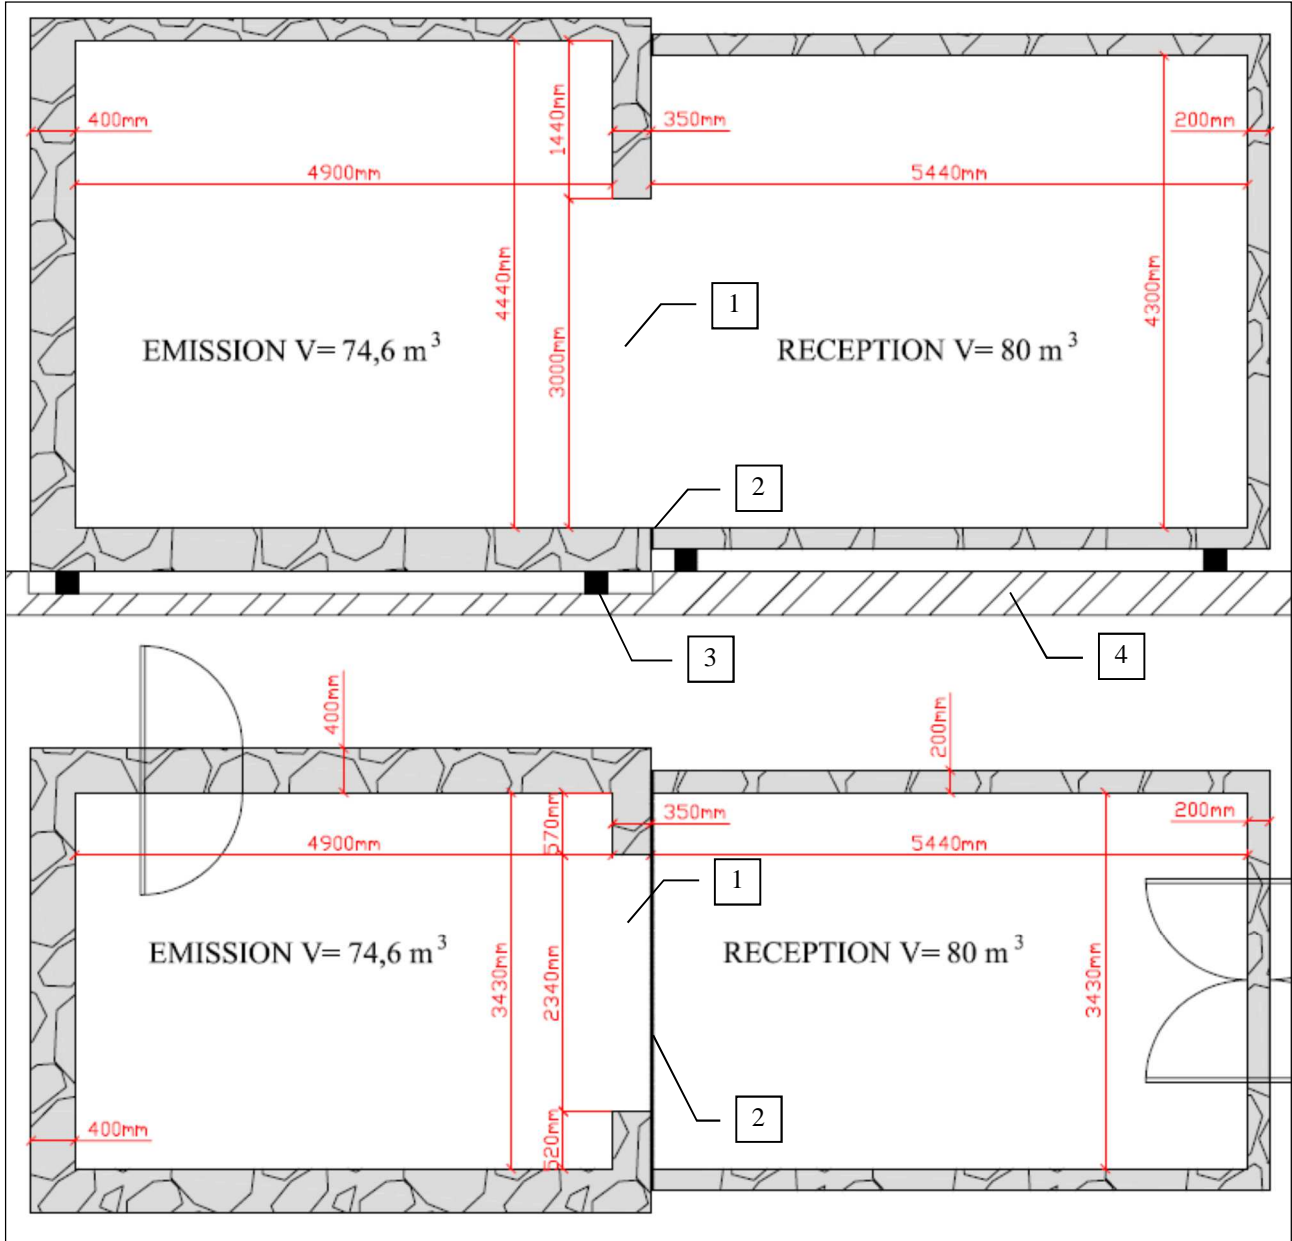 400mm
1440mm
350mm
200mm
4900mm
5440mm
4440mm
3000mm
4300mm
1
EMISSION V= 74,6 m³
RECEPTION V= 80 m³
2
3
4
400mm
200mm
570mm
350mm
200mm
4900mm
5440mm
1
EMISSION V= 74,6 m³
RECEPTION V= 80 m³
3430mm
2340mm
3430mm
2
400mm
520mm